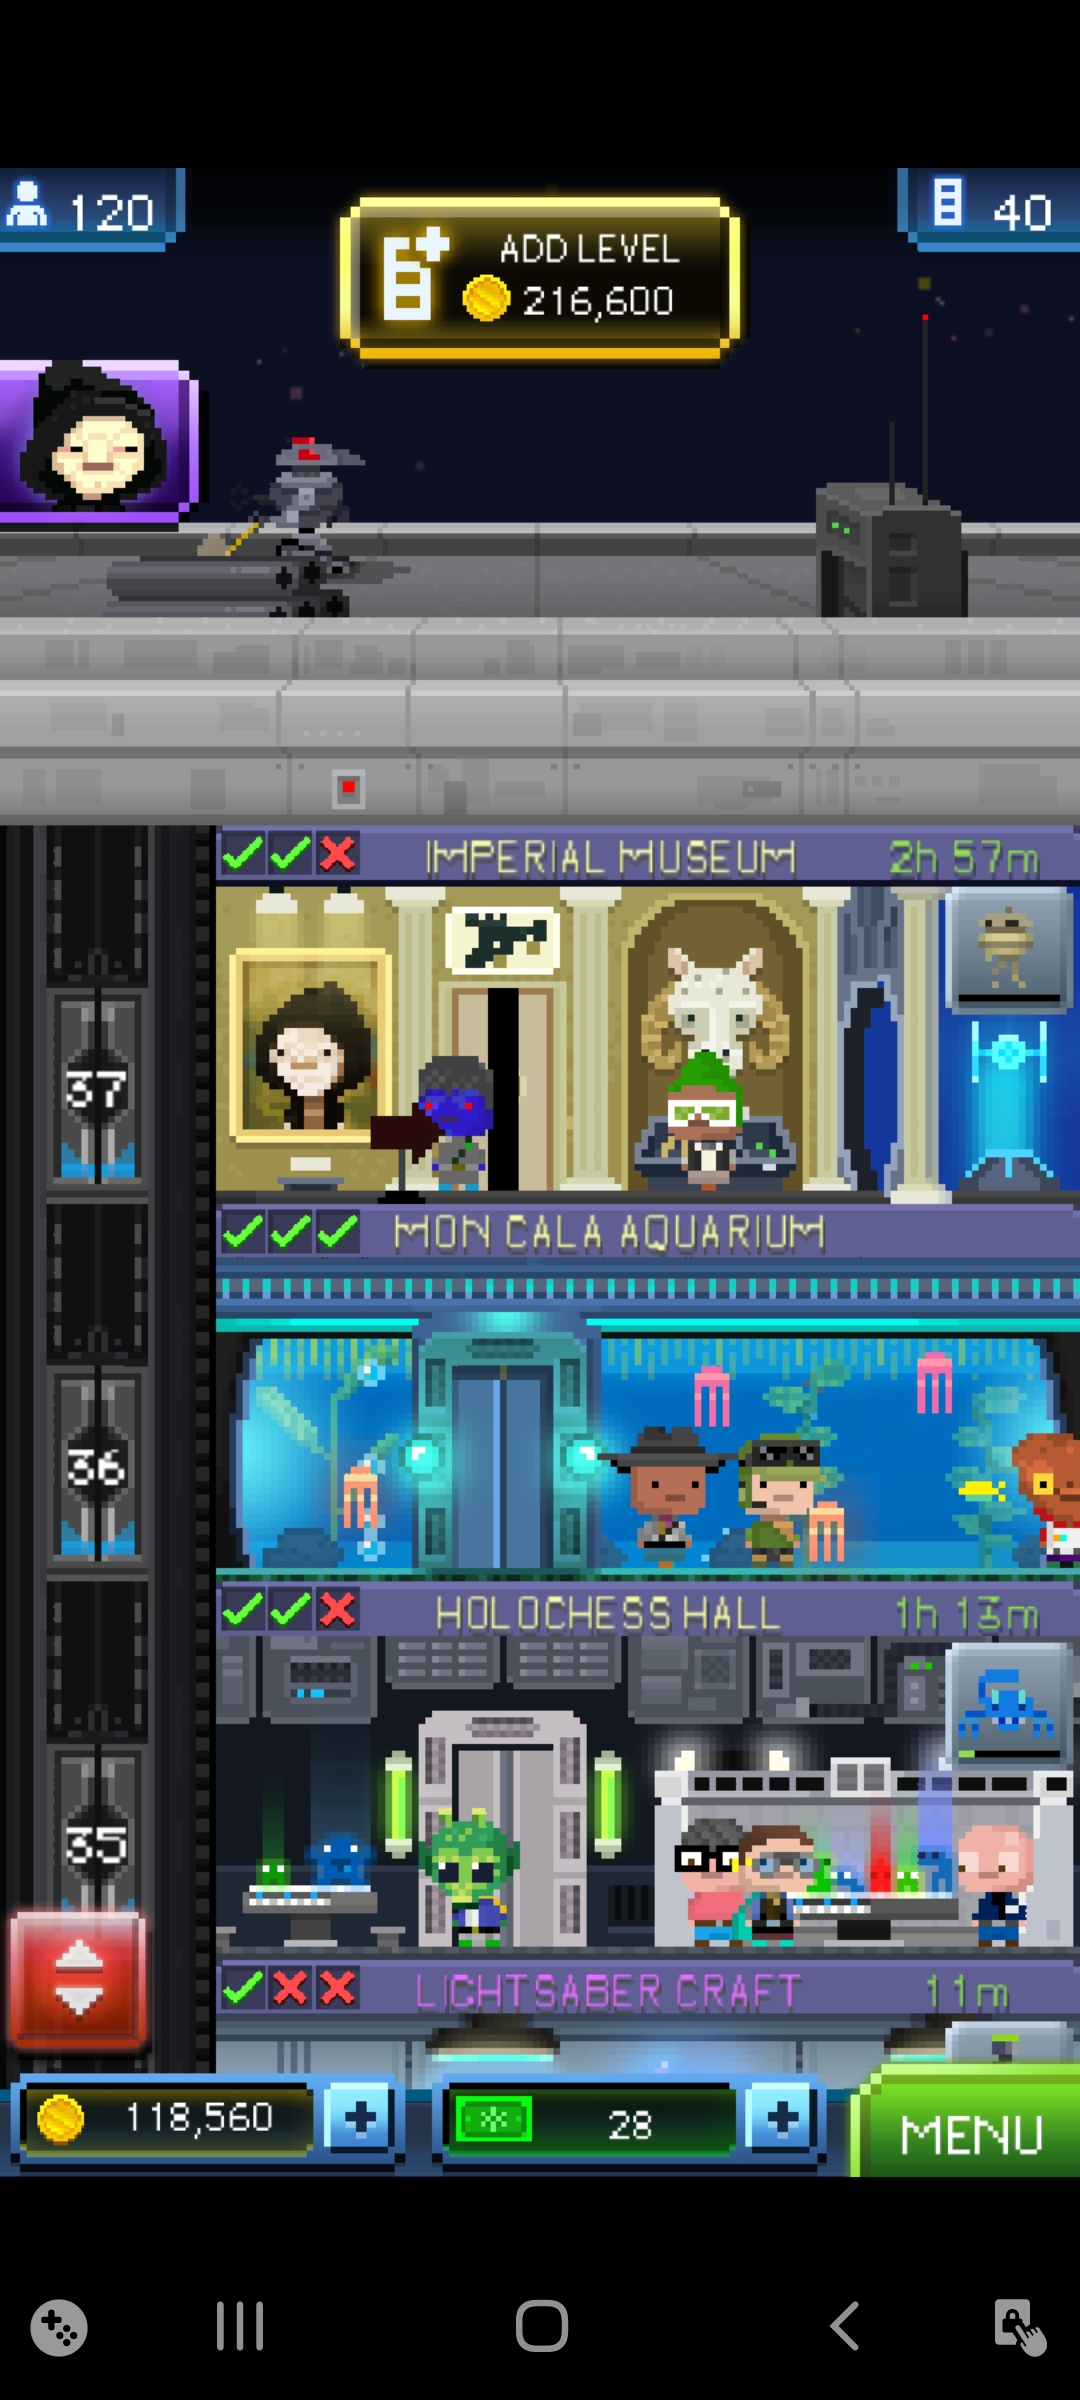 120
ADD LEVEL
216,600
40
IMPERIAL MUSEUM 2h 57m
37
MON CALA AQUARIUM
36
HOLOCHESS HALL 1h 13m
35
LIGHTSABER CRAFT 11m
118,560
28
MENU